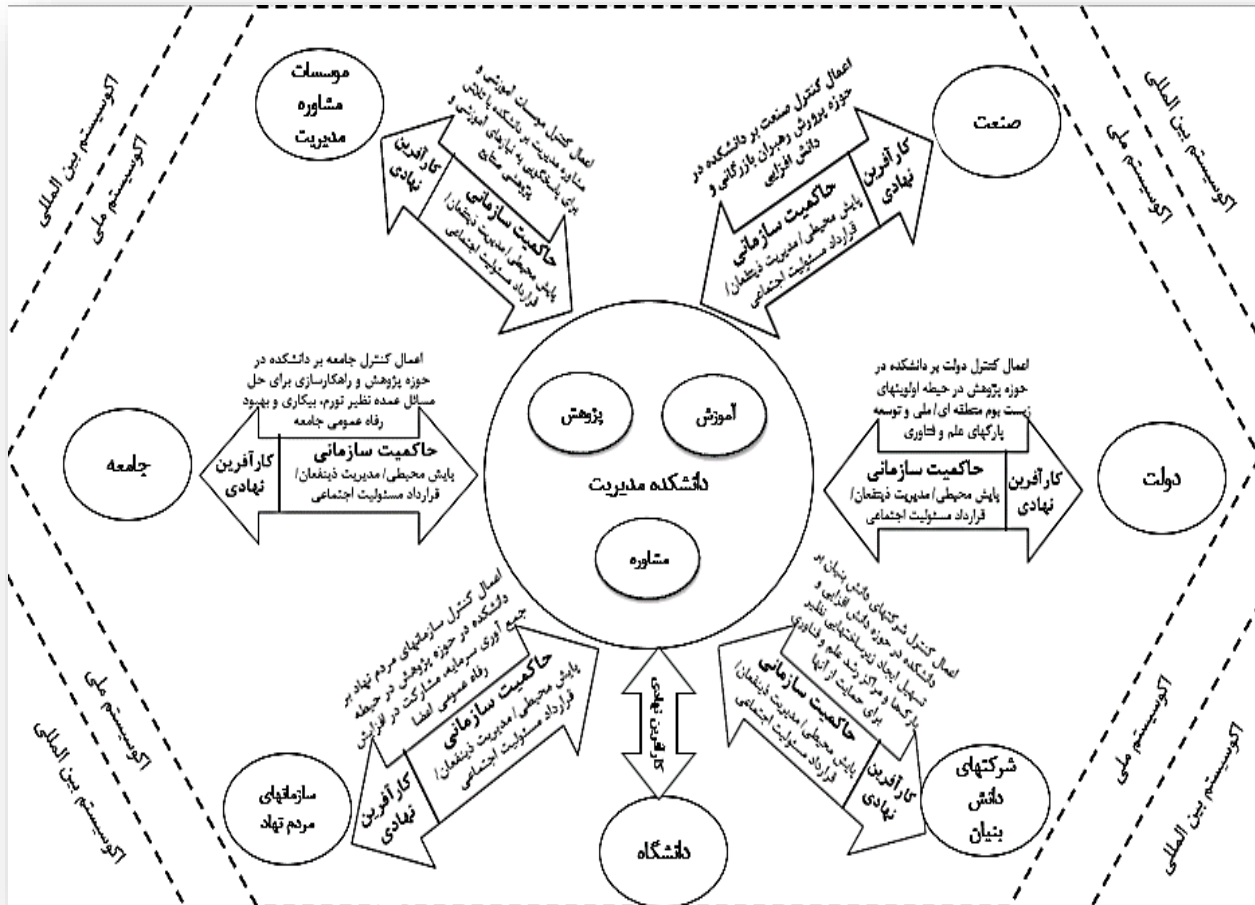 اکوسیستم بین المللی
اکوسیستم ملی
صنعت
اعمال کنترل صنعت بر دانشکده در
حوزه پرورش رهبران بازرگانی و
دانش افزایی
کارآفرین
نهادی
حاکمیت سازمانی
پایش محیطی/ مدیریت ذینفعان/
قرارداد مسئولیت اجتماعی
موسسات
مشاوره
مدیریت
اعمال کنترل موسسات آموزشی و
مشاوره مدیریت بر دانشکده با تلاش
برای پاسخگویی به نیازهای آموزشی و
پژوهشی صنایع
کارآفرین
نهادی
حاکمیت سازمانی
پایش محیطی/ مدیریت ذینفعان/
قرارداد مسئولیت اجتماعی
اکوسیستم ملی
اکوسیستم بین المللی
دولت
اعمال کنترل دولت بر دانشکده در
حوزه پژوهش در حیطه اولویتهای
زیست بوم منطقه ای/ ملی و توسعه
پارکهای علم و فناوری
کارآفرین
نهادی
حاکمیت سازمانی
پایش محیطی/ مدیریت ذینفعان/
قرارداد مسئولیت اجتماعی
آموزش
پژوهش
دانشکده مدیریت
مشاوره
اعمال کنترل جامعه بر دانشکده در
حوزه پژوهش و راهکارسازی برای حل
مسائل عمده نظیر تورم، بیکاری و بهبود
رفاه عمومی جامعه
حاکمیت سازمانی
پایش محیطی/ مدیریت ذینفعان/
قرارداد مسئولیت اجتماعی
کارآفرین
نهادی
جامعه
اعمال کنترل شرکتهای دانش بنیان بر
دانشکده در حوزه دانش افزایی و
تسهیل ایجاد زیرساختهایی نظیر
پارکها و مراکز رشد علم و فناوری
برای حمایت از آنها
حاکمیت سازمانی
پایش محیطی/ مدیریت ذینفعان/
قرارداد مسئولیت اجتماعی
کارآفرین
نهادی
شرکتهای
دانش
بنیان
کارآفرین نهادی
دانشگاه
اعمال کنترل سازمانهای مردم نهاد بر
دانشکده در حوزه پژوهش در حیطه
جمع آوری سرمایه، مشارکت در افزایش
رفاه عمومی اعضا
حاکمیت سازمانی
پایش محیطی/ مدیریت ذینفعان/
قرارداد مسئولیت اجتماعی
کارآفرین
نهادی
سازمانهای
مردم نهاد
اکوسیستم ملی
اکوسیستم بین المللی
اکوسیستم ملی
اکوسیستم بین المللی